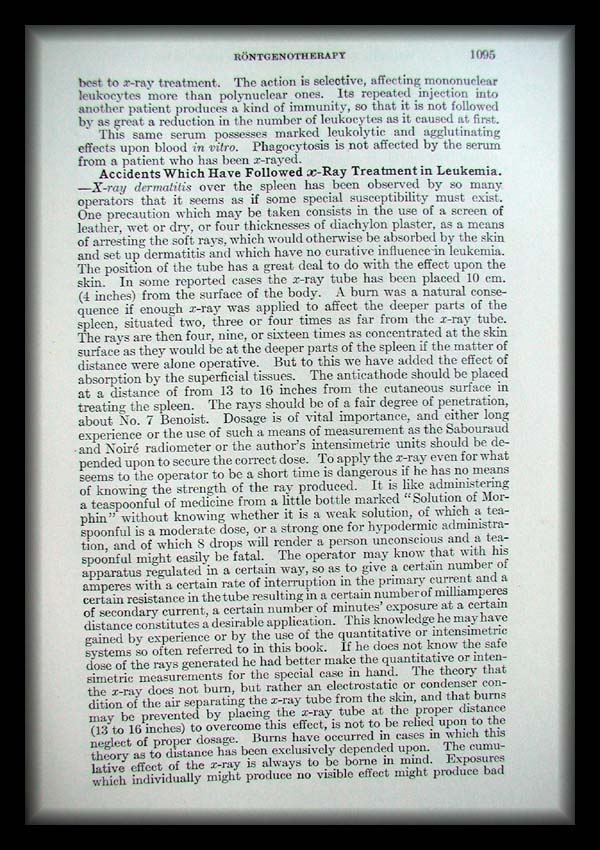 RÖNTGENOTHERAPY 1095
best to x-ray treatment. The action is selective, affecting mononuclear
leukocytes more than polynuclear ones. Its repeated injection into
another patient produces a kind of immunity, so that it is not followed
by as great a reduction in the number of leukocytes as it caused at first.
This same serum possesses marked leukolytic and agglutinating
effects upon blood in vitro. Phagocytosis is not affected by the serum
from a patient who has been x-rayed.
Accidents Which Have Followed x-Ray Treatment in Leukemia.
—X-ray dermatitis over the spleen has been observed by so many
operators that it seems as if some special susceptibility must exist.
One precaution which may be taken consists in the use of a screen of
leather, wet or dry, or four thicknesses of diachylon plaster, as a means
of arresting the soft rays, which would otherwise be absorbed by the skin
and set up dermatitis and which have no curative influence in leukemia.
The position of the tube has a great deal to do with the effect upon the
skin. In some reported cases the x-ray tube has been placed 10 cm.
(4 inches) from the surface of the body. A burn was a natural conse-
quence if enough x-ray was applied to affect the deeper parts of the
spleen, situated two, three or four times as far from the x-ray tube.
The rays are then four, nine, or sixteen times as concentrated at the skin
surface as they would be at the deeper parts of the spleen if the matter of
distance were alone operative. But to this we have added the effect of
absorption by the superficial tissues. The anticathode should be placed
at a distance of from 13 to 16 inches from the cutaneous surface in
treating the spleen. The rays should be of a fair degree of penetration,
about No. 7 Benoist. Dosage is of vital importance, and either long
experience or the use of such a means of measurement as the Sabouraud
and Noiré radiometer or the author's intensimetric units should be de-
pended upon to secure the correct dose. To apply the x-ray even for what
seems to the operator to be a short time is dangerous if he has no means
of knowing the strength of the ray produced. It is like administering
a teaspoonful of medicine from a little bottle marked "Solution of Mor-
phin" without knowing whether it is a weak solution, of which a tea-
spoonful is a moderate dose, or a strong one for hypodermic administra-
tion, and of which 8 drops will render a person unconscious and a tea-
spoonful might easily be fatal. The operator may know that with his
apparatus regulated in a certain way, so as to give a certain number of
amperes with a certain rate of interruption in the primary current and a
certain resistance in the tube resulting in a certain number of milliamperes
of secondary current, a certain number of minutes' exposure at a certain
distance constitutes a desirable application. This knowledge he may have
gained by experience or by the use of the quantitative or intensimetric
systems so often referred to in this book. If he does not know the safe
dose of the rays generated he had better make the quantitative or inten-
simetric measurements for the special case in hand. The theory that
the x-ray does not burn, but rather an electrostatic or condenser con-
dition of the air separating the x-ray tube from the skin, and that burns
may be prevented by placing the x-ray tube at the proper distance
(13 to 16 inches) to overcome this effect, is not to be relied upon to the
neglect of proper dosage. Burns have occurred in cases in which this
theory as to distance has been exclusively depended upon. The cumu-
lative effect of the x-ray is always to be borne in mind. Exposures
which individually might produce no visible effect might produce bad